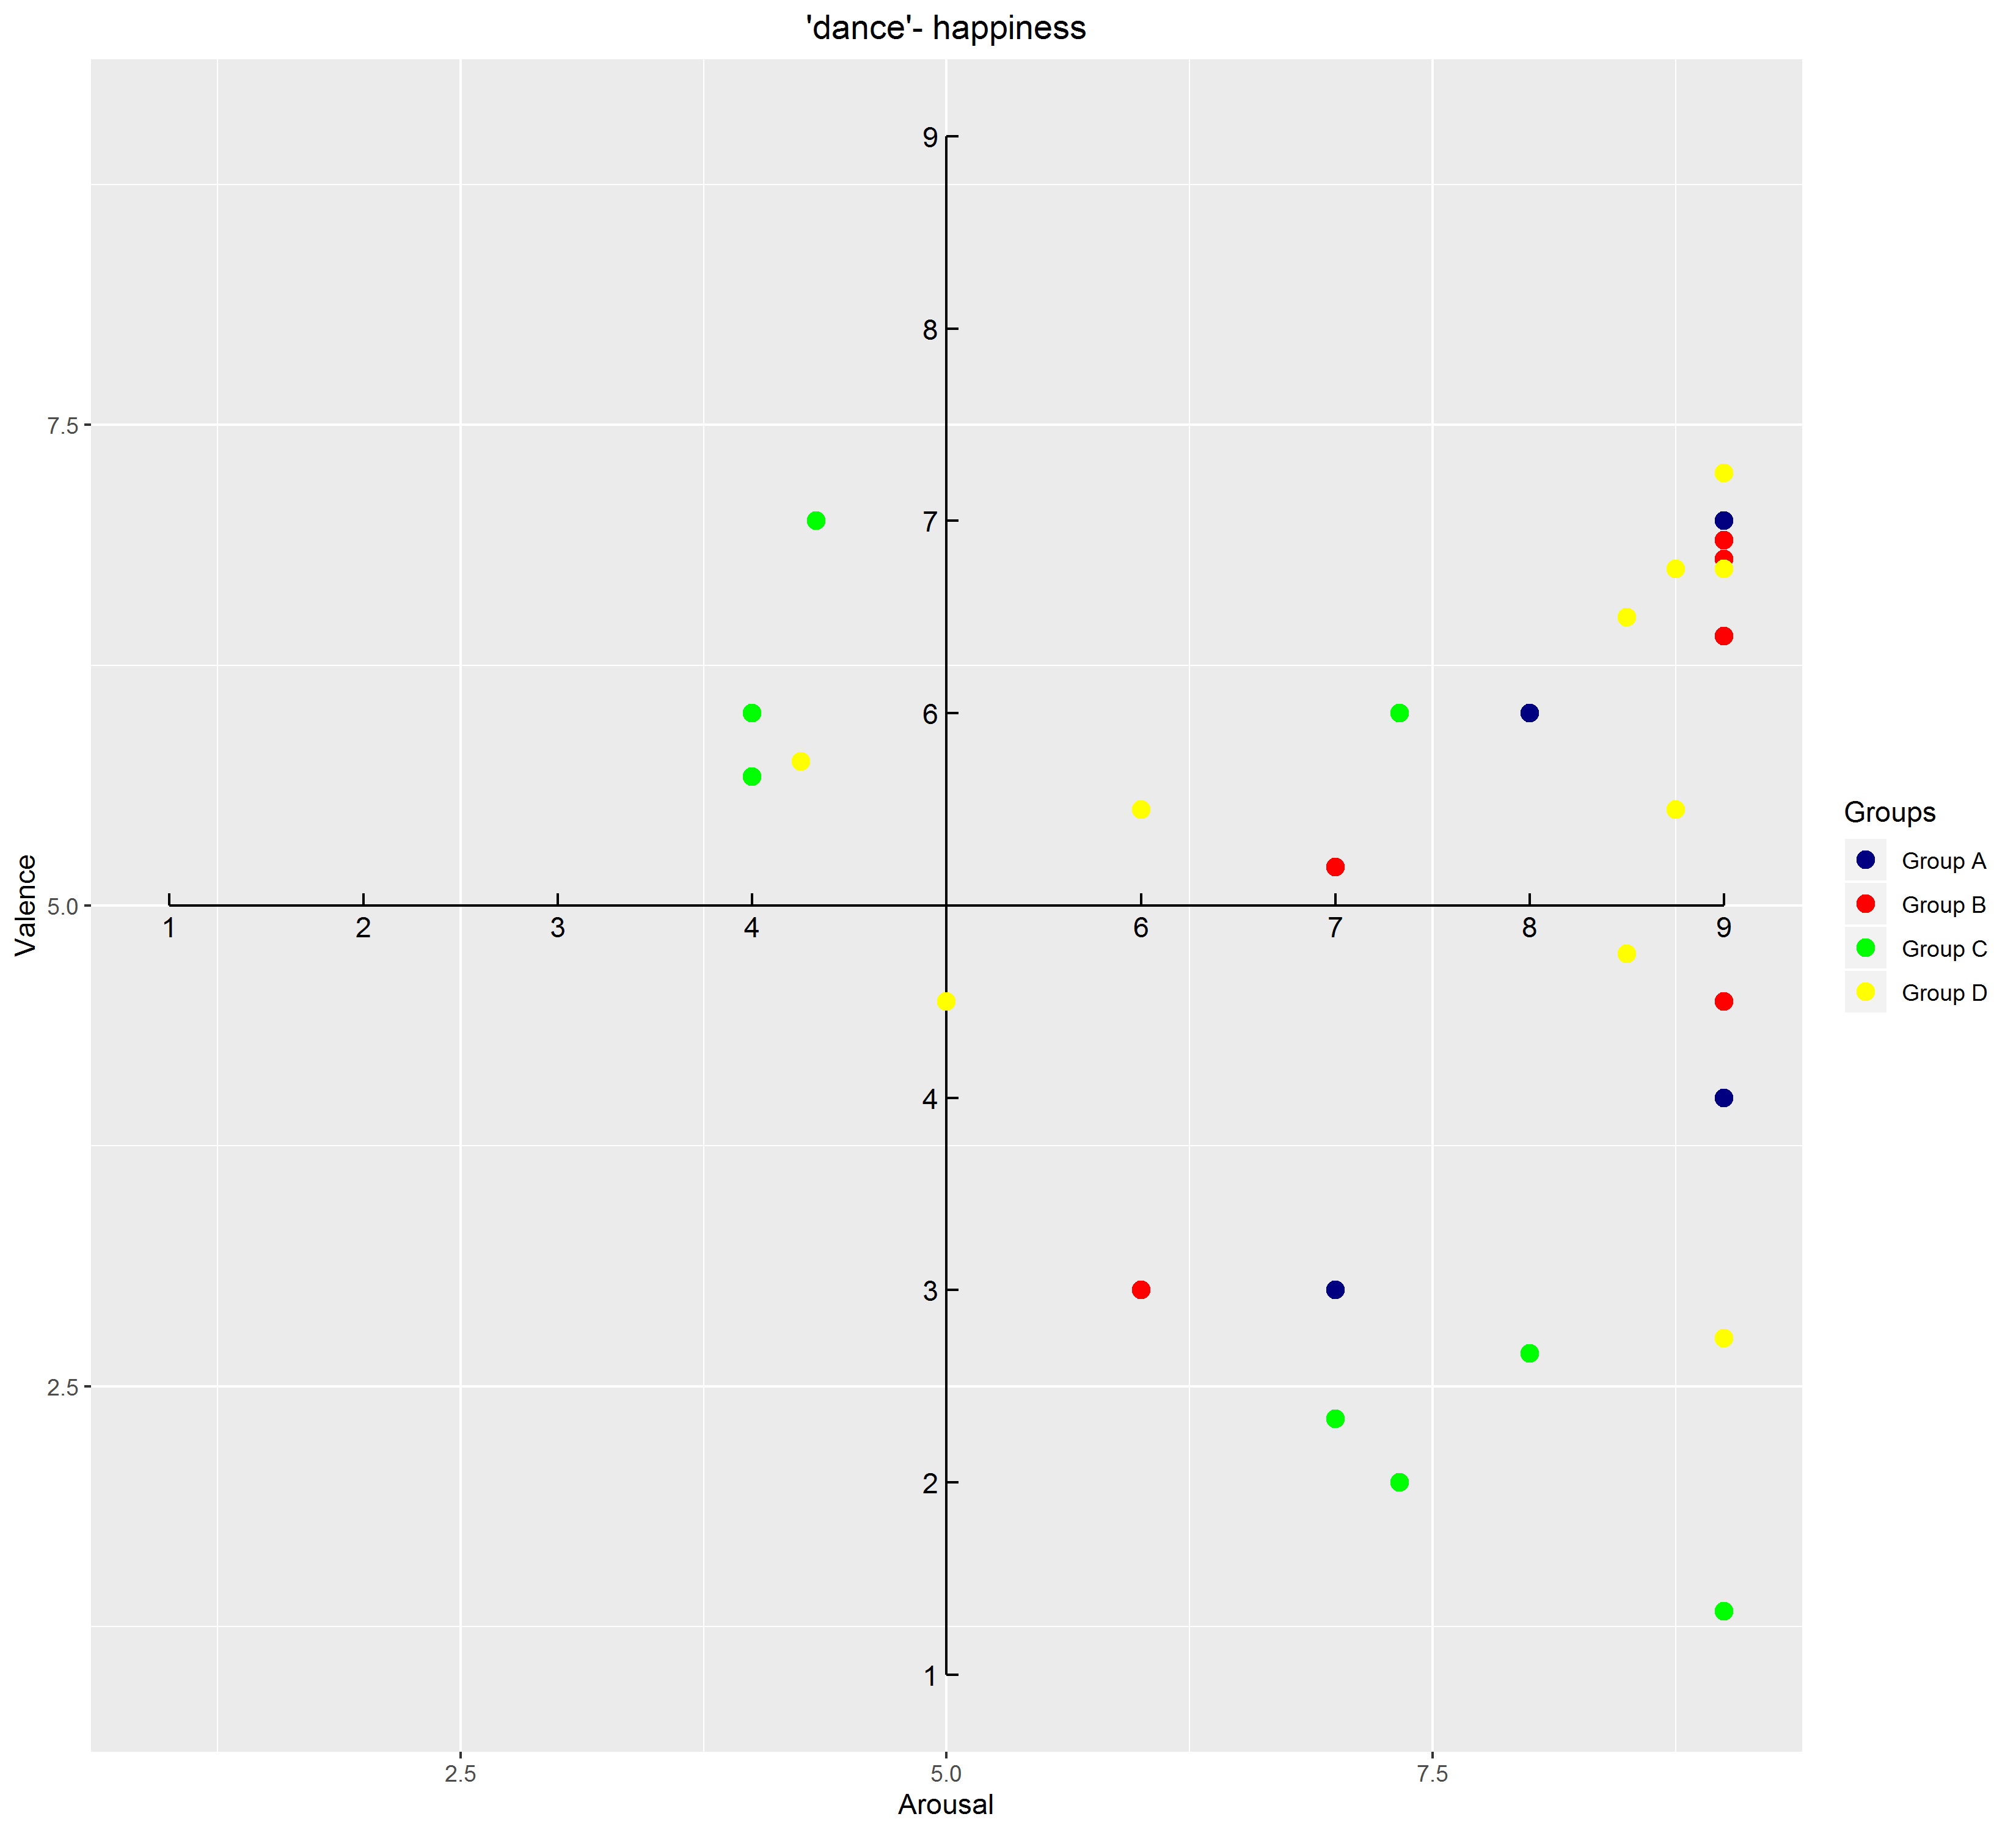 'dance'- happiness
9
8
7.5
7
6
Valence
5.0
1 2 3 4 6 7 8 9
4
3
2.5
2
1
2.5 5.0 7.5
Arousal
Groups
Group A
Group B
Group C
Group D